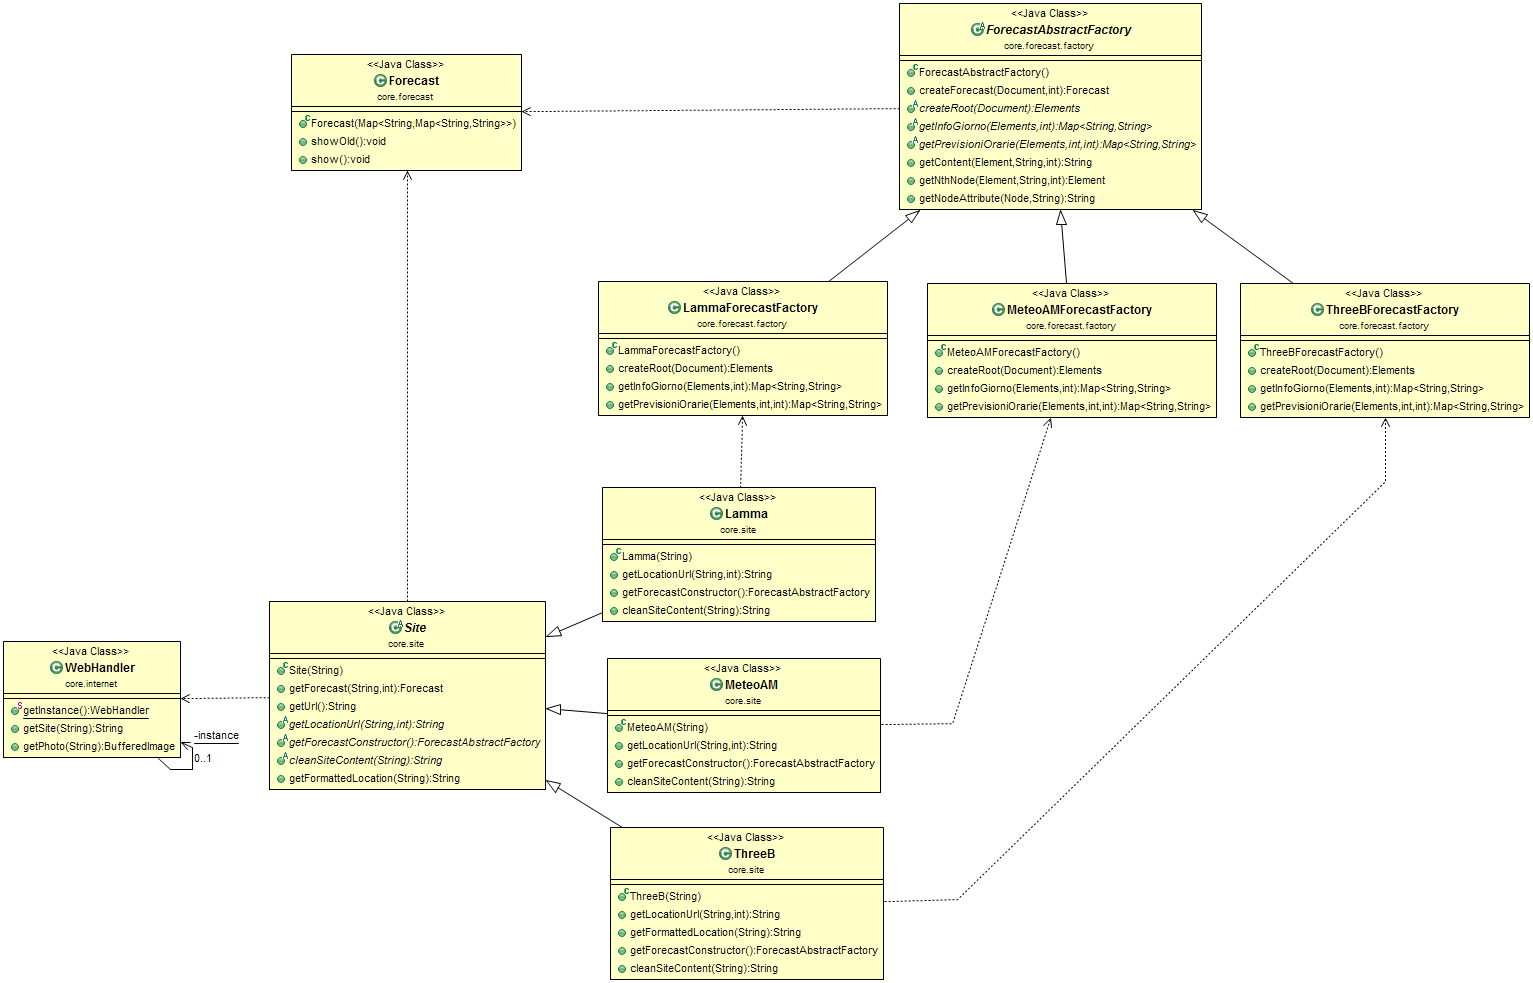 <<Java Class>>
ForecastAbstractFactory
core.forecast.factory
ForecastAbstractFactory()
createForecast(Document,int):Forecast
createRoot(Document):Elements
getInfoGiorno(Elements,int):Map<String,String>
getPrevisioniOrarie(Elements,int,int):Map<String,String>
getContent(Element,String,int):String
getNthNode(Element,String,int):Element
getNodeAttribute(Node,String):String
<<Java Class>>
Forecast
core.forecast
Forecast(Map<String,Map<String,String>>)
showOld():void
show():void
<<Java Class>>
LammaForecastFactory
core.forecast.factory
LammaForecastFactory()
createRoot(Document):Elements
getInfoGiorno(Elements,int):Map<String,String>
getPrevisioniOrarie(Elements,int,int):Map<String,String>
<<Java Class>>
MeteoAMForecastFactory
core.forecast.factory
MeteoAMForecastFactory()
createRoot(Document):Elements
getInfoGiorno(Elements,int):Map<String,String>
getPrevisioniOrarie(Elements,int,int):Map<String,String>
<<Java Class>>
ThreeBForecastFactory
core.forecast.factory
ThreeBForecastFactory()
createRoot(Document):Elements
getInfoGiorno(Elements,int):Map<String,String>
getPrevisioniOrarie(Elements,int,int):Map<String,String>
<<Java Class>>
Lamma
core.site
Lamma(String)
getLocationUrl(String,int):String
getForecastConstructor():ForecastAbstractFactory
cleanSiteContent(String):String
<<Java Class>>
Site
core.site
Site(String)
getForecast(String,int):Forecast
getUrl():String
getLocationUrl(String,int):String
getForecastConstructor():ForecastAbstractFactory
cleanSiteContent(String):String
getFormattedLocation(String):String
<<Java Class>>
WebHandler
core.internet
getInstance():WebHandler
getSite(String):String
getPhoto(String):BufferedImage
-instance
0..1
<<Java Class>>
MeteoAM
core.site
MeteoAM(String)
getLocationUrl(String,int):String
getForecastConstructor():ForecastAbstractFactory
cleanSiteContent(String):String
<<Java Class>>
ThreeB
core.site
ThreeB(String)
getLocationUrl(String,int):String
getFormattedLocation(String):String
getForecastConstructor():ForecastAbstractFactory
cleanSiteContent(String):String